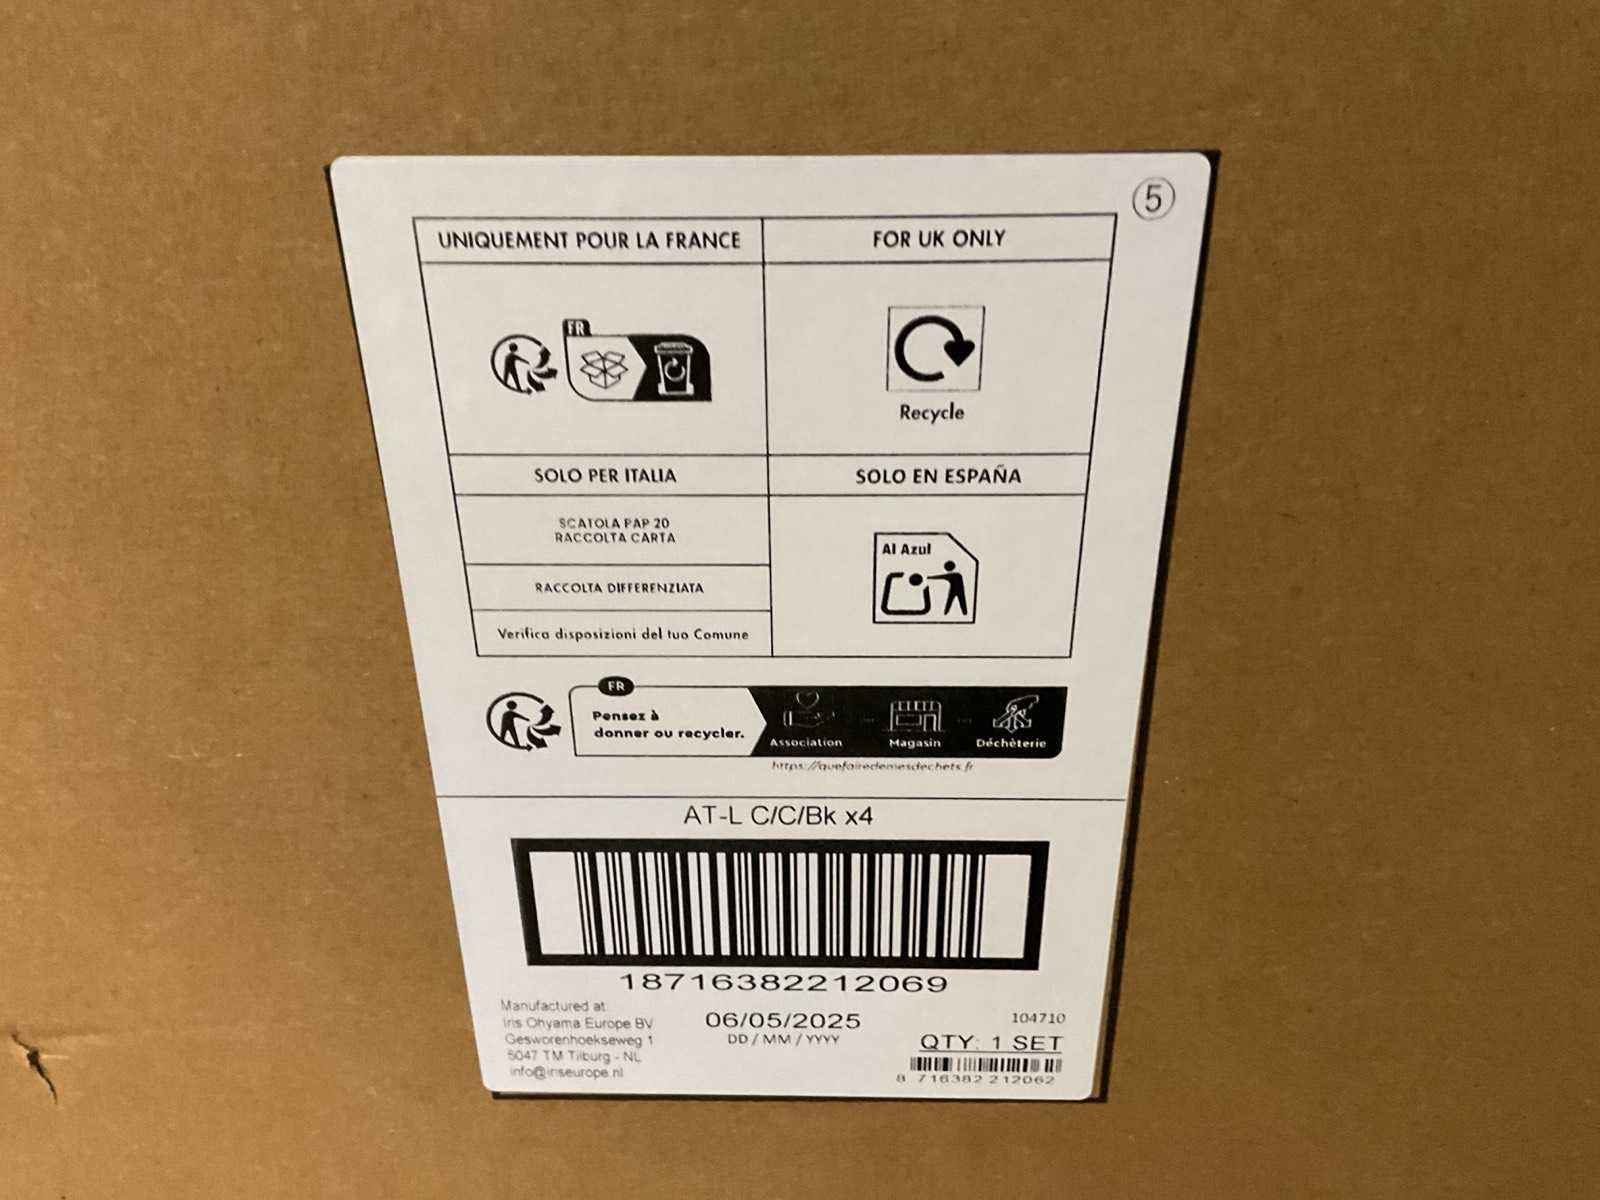 5
UNIQUEMENT POUR LA FRANCE
FOR UK ONLY
FR
Recycle
SOLO PER ITALIA
SOLO EN ESPAÑA
SCATOLA PAP 20
RACCOLTA CARTA
RACCOLTA DIFFERENZIATA
Verifica disposizioni del tuo Comune
Al Azul
FR
Pensez à
donner ou recycler.
Association
Magasin
Déchèterie
https://quefairedemesdechets.fr
AT-L C/C/Bk x4
18716382212069
Manufactured at:
Iris Ohyama Europe BV
Gesworenhoekseweg 1
5047 TM Tilburg - NL
info@iriseurope.nl
06/05/2025
DD / MM / YYYY
104710
QTY: 1 SET
8 716382 212062